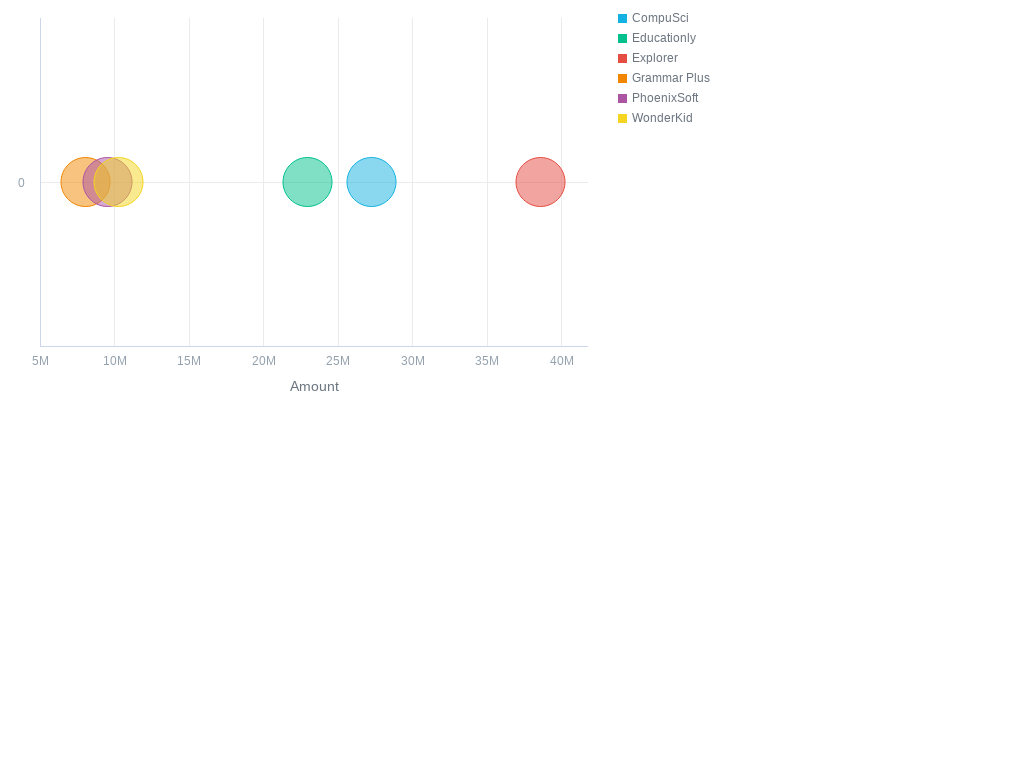 CompuSci
Educationly
Explorer
Grammar Plus
PhoenixSoft
WonderKid
0
5M 10M 15M 20M 25M 30M 35M 40M
Amount